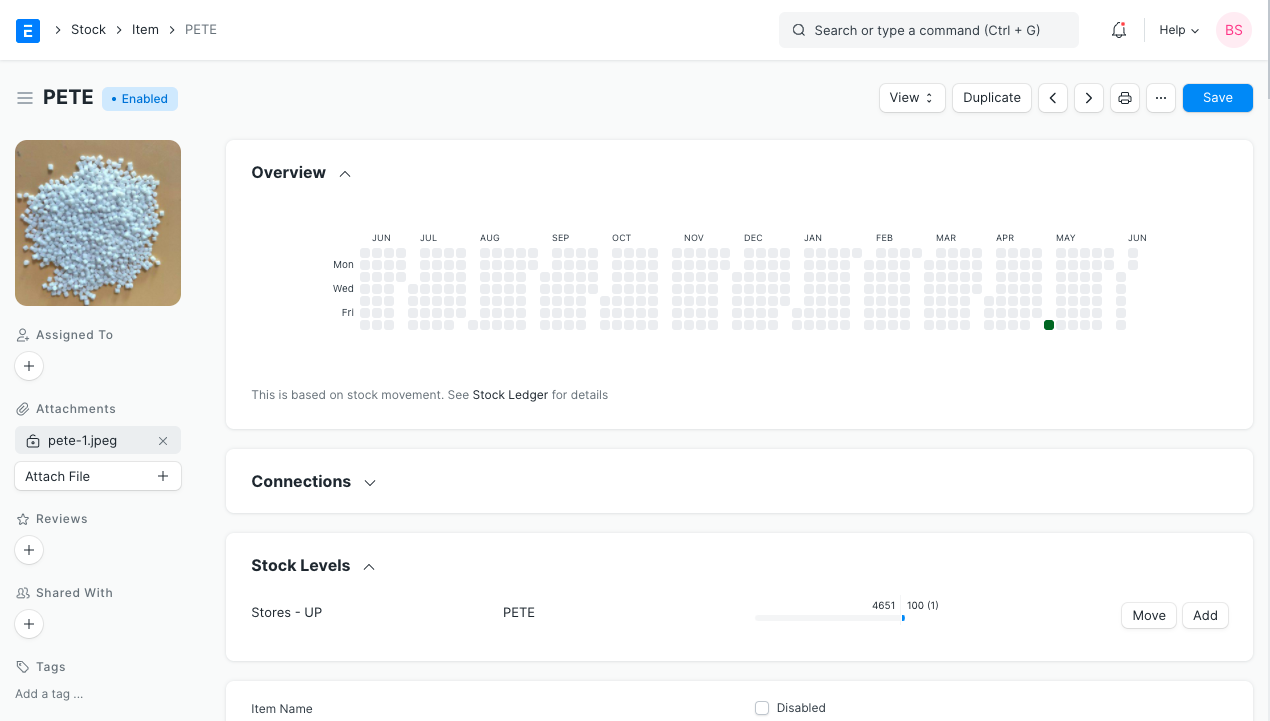 Stock Item PETE
Search or type a command (Ctrl + G)
Help
BS
PETE
Enabled
View
Duplicate
Save
Assigned To
Attachments
pete-1.jpeg
Attach File
Reviews
Shared With
Tags
Add a tag ...
Overview
JUN JUL AUG SEP OCT NOV DEC JAN FEB MAR APR MAY JUN
Mon
Wed
Fri
This is based on stock movement. See Stock Ledger for details
Connections
Stock Levels
Stores - UP PETE 4651 100 (1) Move Add
Item Name
Disabled